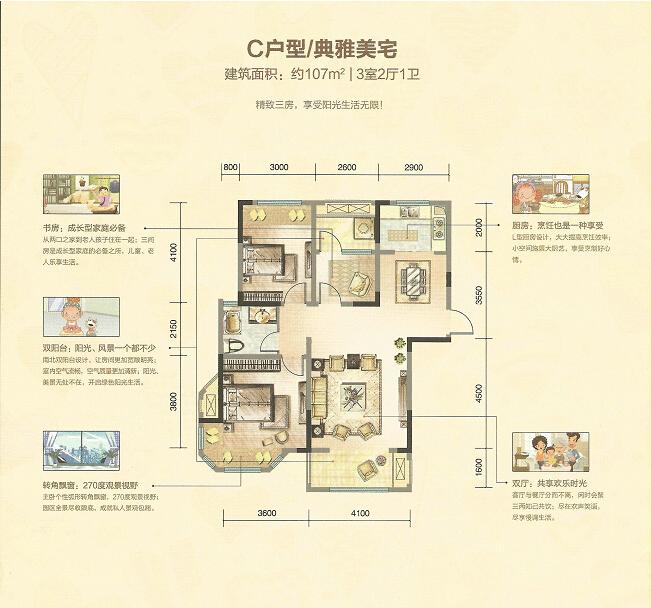 C户型/典雅美宅
建筑面积：约107m² | 3室2厅1卫
精致三房，享受阳光生活无限！
800 3000 2600 2900
书房：成长型家庭必备
从两口之家到老人孩子住在一起；三间
房是成长型家庭的必备之所，儿童、老
人乐享生活。
双阳台：阳光、风景一个都不少
南北双阳台设计，让房间更加宽敞明亮；
室内空气流畅，空气质量更加清新；阳光、
美景无处不在，开启绿色阳光生活。
转角飘窗：270度观景视野
主卧个性弧形转角飘窗，270度观景视野；
园区全景尽收眼底，成就私人景观包厢。
4100
2150
3800
2000
3550
4500
1600
3600 4100
厨房：烹饪也是一种享受
L型厨房设计，大大提高烹饪效率；
小空间施展大厨艺，享受烹制好心
情。
双厅：共享欢乐时光
客厅与餐厅分而不离，闲时会聚
三两知己共饮；尽在欢声笑语，
尽享慢调生活。